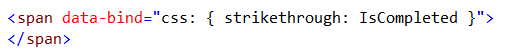 <span data-bind="css: { strikethrough: IsCompleted }">
</span>